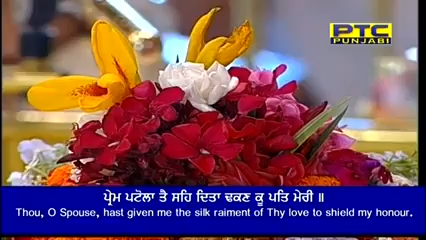 PTC
PUNJABI
ਪ੍ਰੇਮ ਪਟੋਲਾ ਤੈ ਸਹਿ ਦਿਤਾ ਢਕਣ ਕੂ ਪਤਿ ਮੇਰੀ ॥
Thou, O Spouse, hast given me the silk raiment of Thy love to shield my honour.